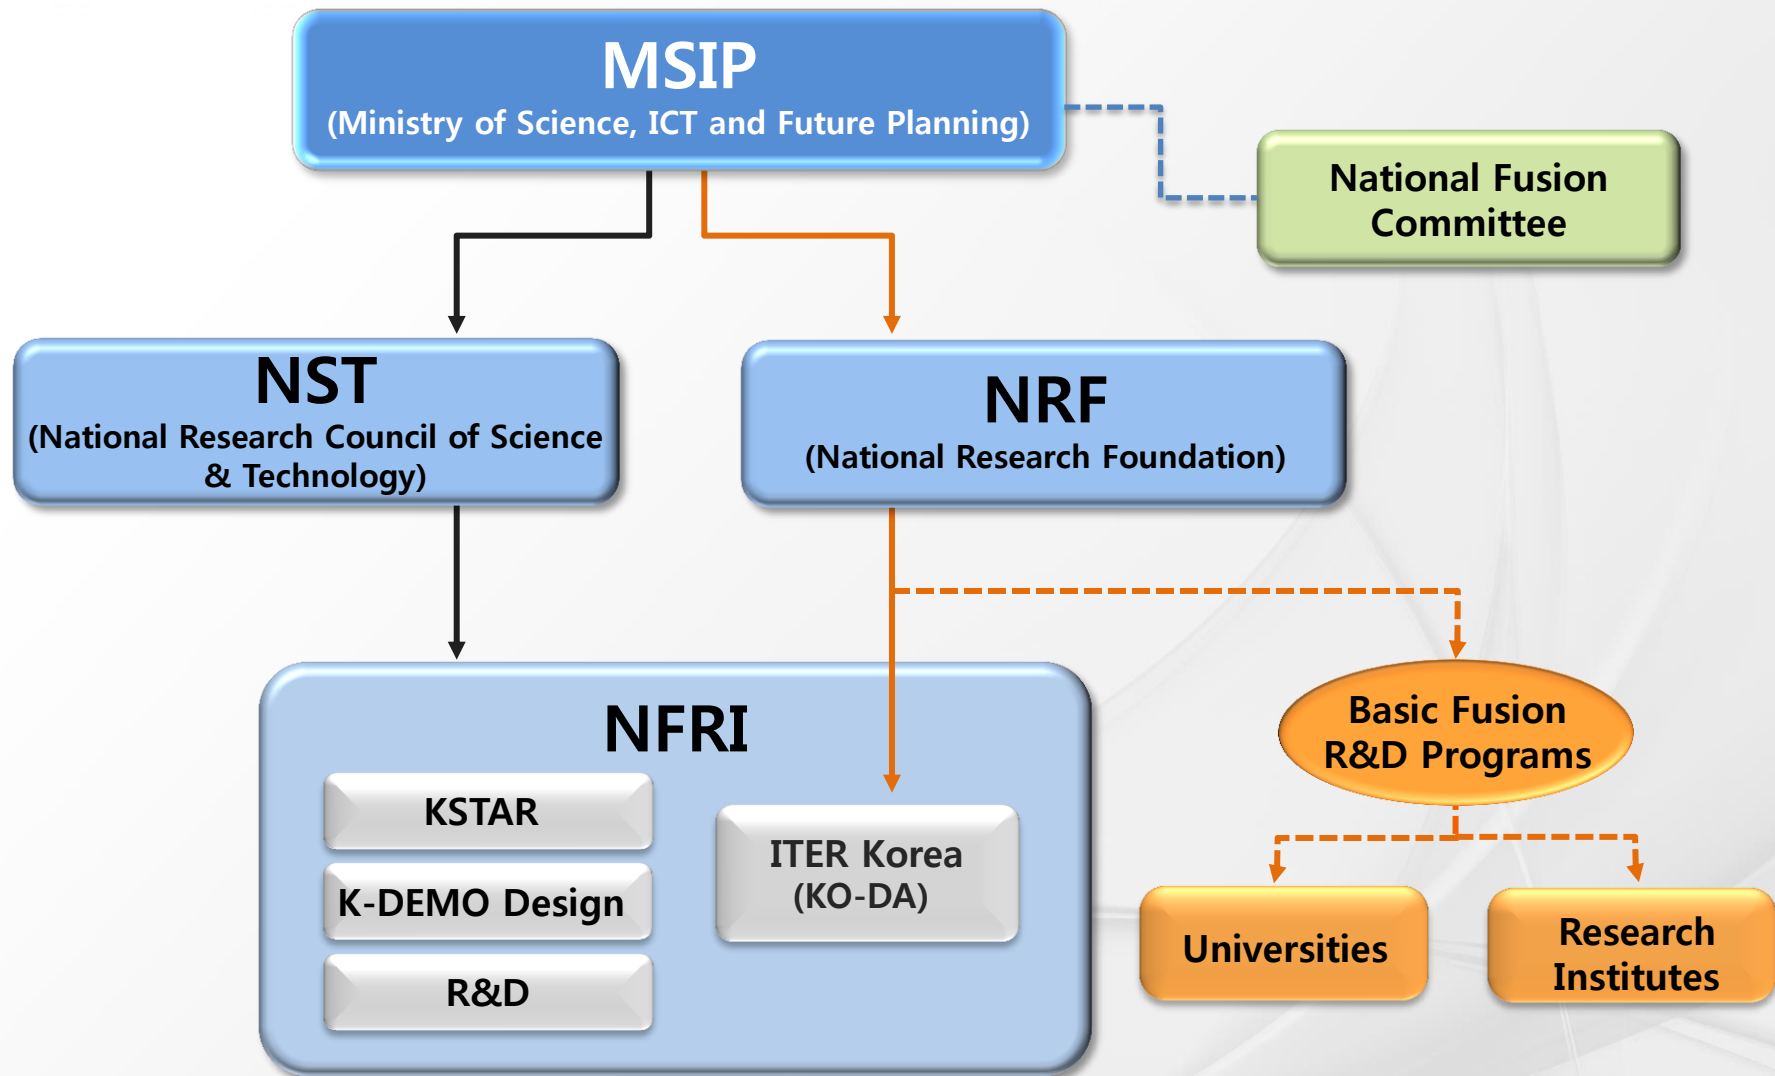 MSIP
(Ministry of Science, ICT and Future Planning)
National Fusion
Committee
NST
(National Research Council of Science
& Technology)
NRF
(National Research Foundation)
NFRI
KSTAR
K-DEMO Design
R&D
ITER Korea
(KO-DA)
Basic Fusion
R&D Programs
Universities
Research
Institutes